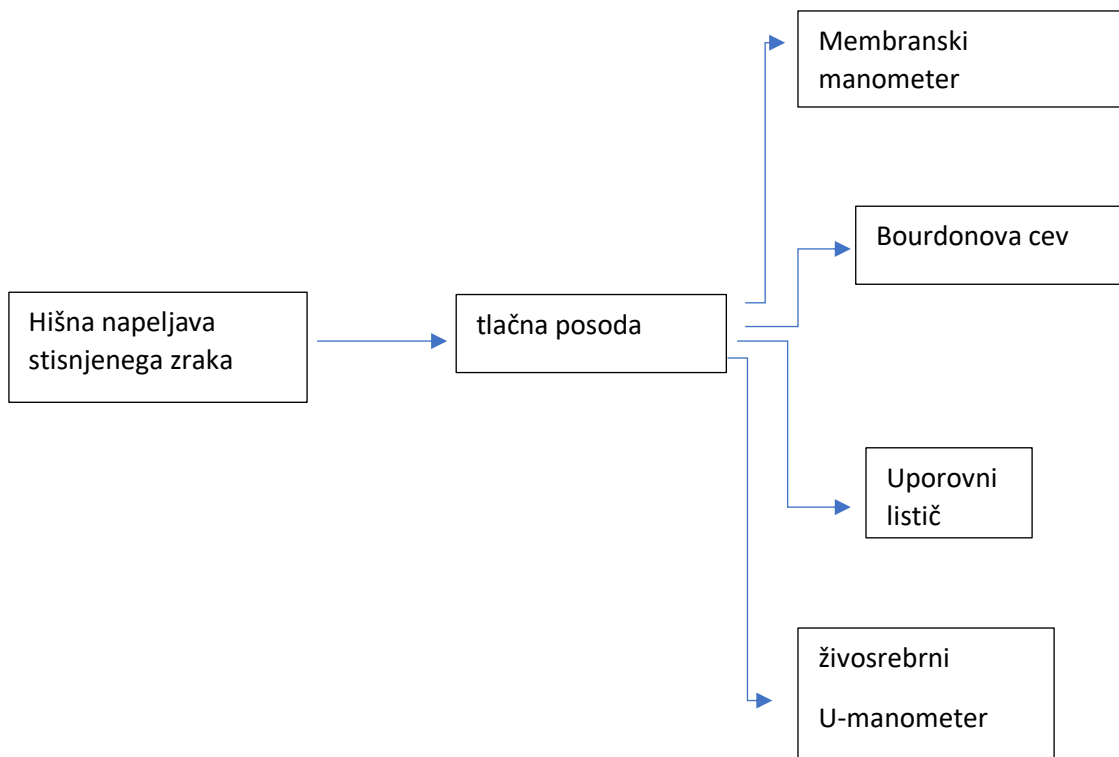 Membranski
manometer
Bourdonova cev
Hišna napeljava
stisnjenega zraka
tlačna posoda
Uporovni
listič
živosrebrni
U-manometer